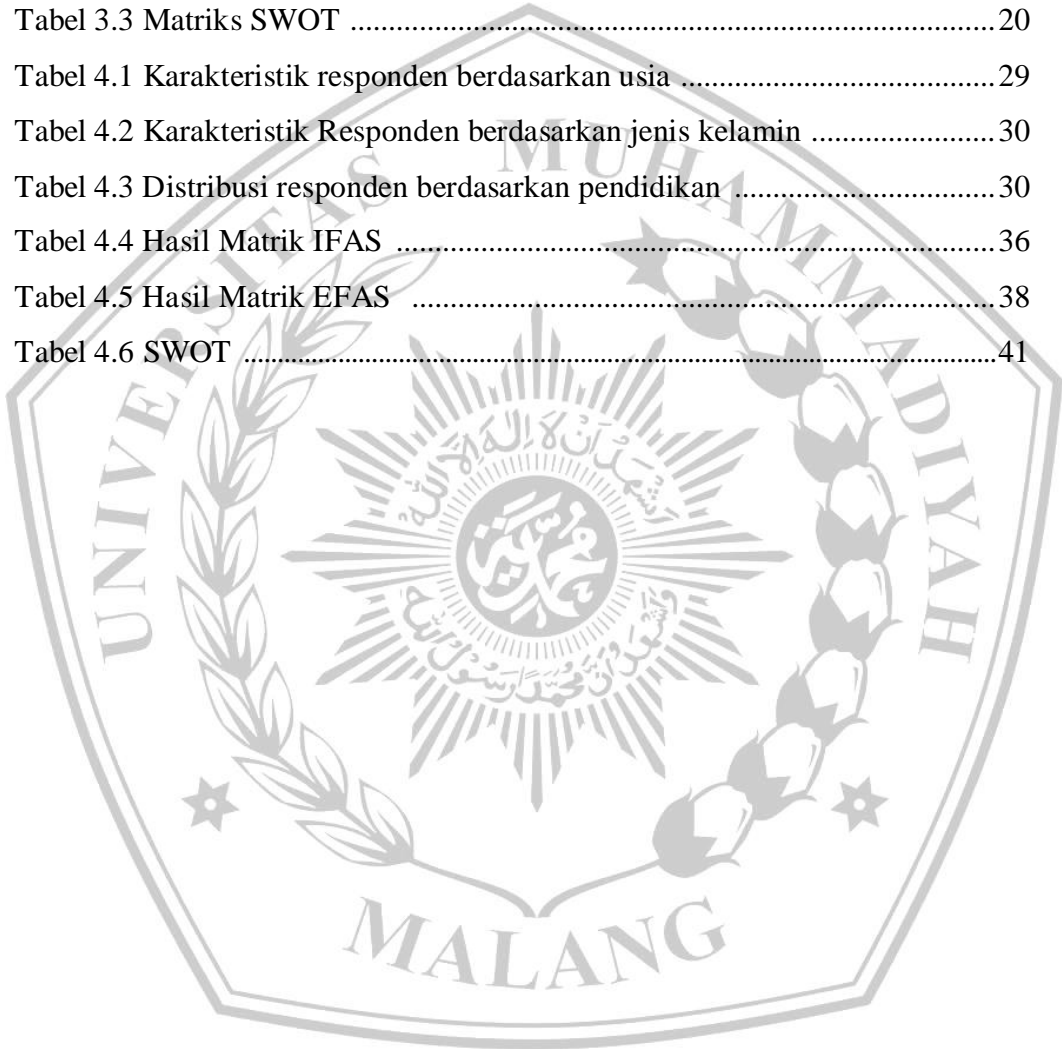 Tabel 3.3 Matriks SWOT ............................................................................20
Tabel 4.1 Karakteristik responden berdasarkan usia .....................................29
Tabel 4.2 Karakteristik Responden berdasarkan jenis kelamin .....................30
Tabel 4.3 Distribusi responden berdasarkan pendidikan ..............................30
Tabel 4.4 Hasil Matrik IFAS .......................................................................36
Tabel 4.5 Hasil Matrik EFAS .....................................................................38
Tabel 4.6 SWOT ..........................................................................................41
UNIVERSITAS MUHAMMADIYAH
MALANG